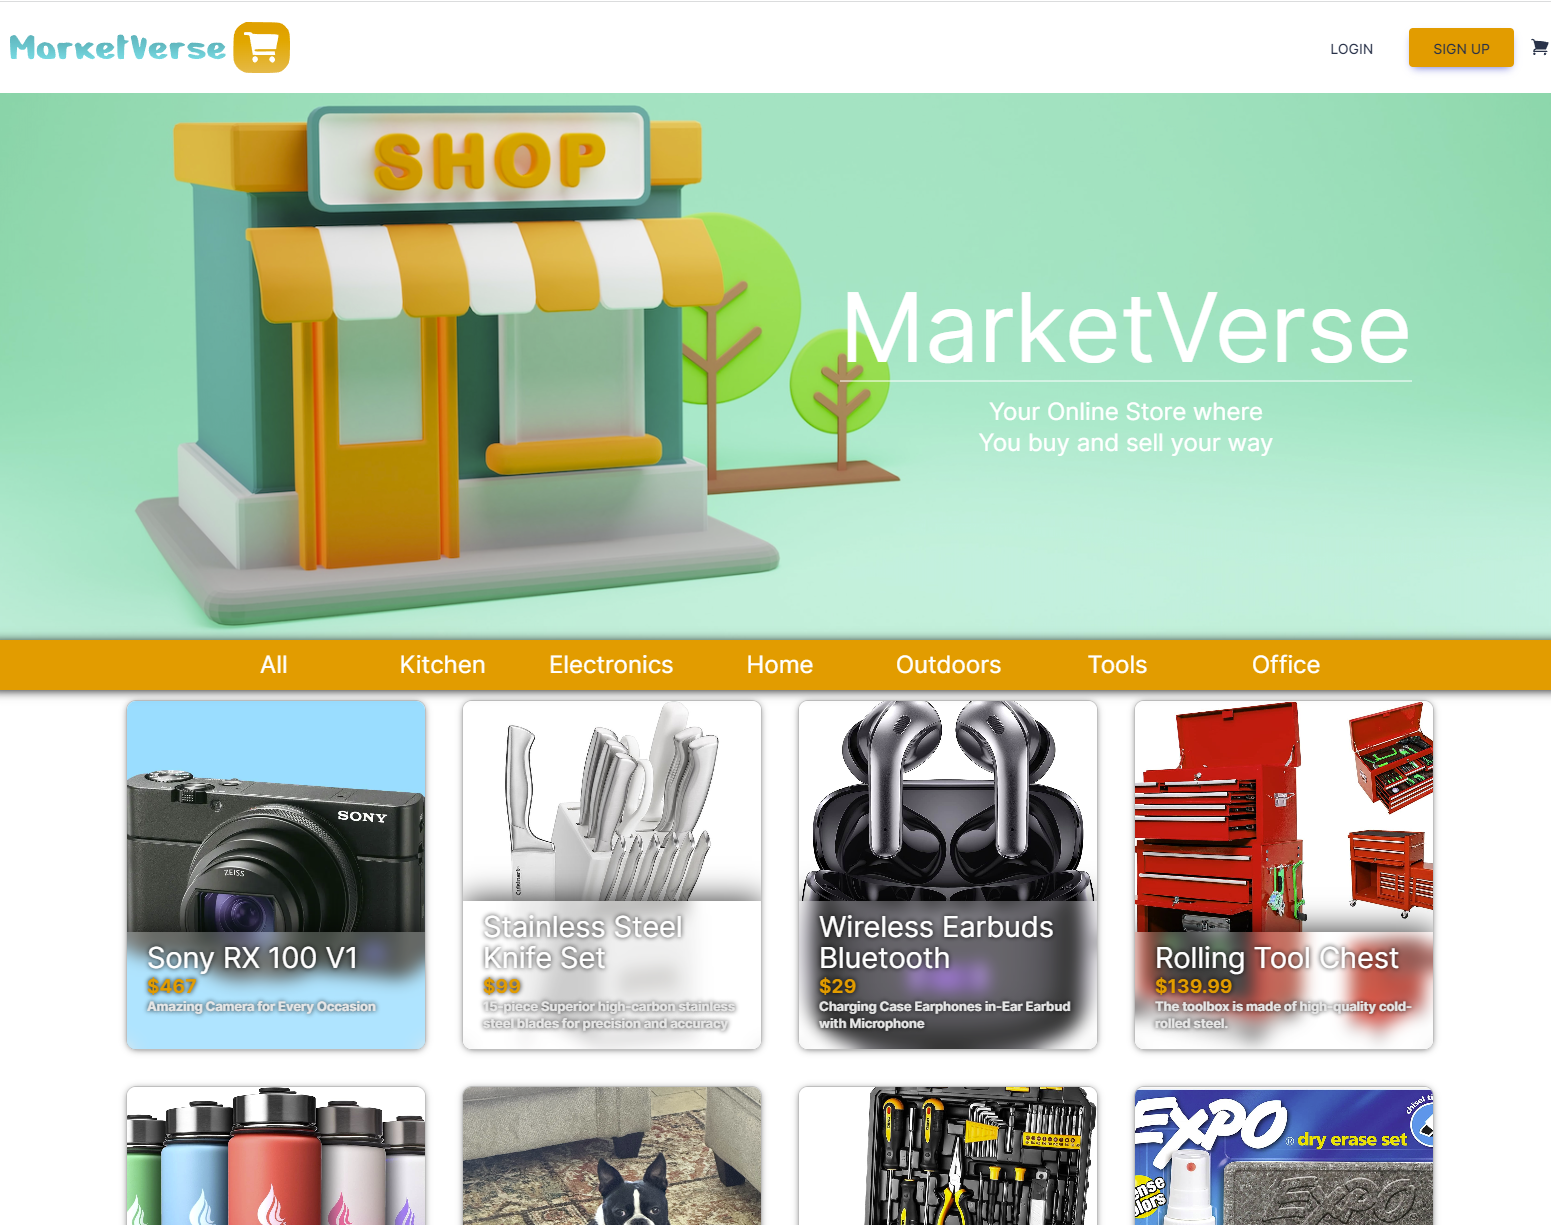 MarketVerse
LOGIN
SIGN UP
SHOP
MarketVerse
Your Online Store where
You buy and sell your way
All
Kitchen
Electronics
Home
Outdoors
Tools
Office
SONY
ZEISS
Sony RX 100 V1
$467
Amazing Camera for Every Occasion
Cuisinart
Stainless Steel
Knife Set
$99
15-piece Superior high-carbon stainless
steel blades for precision and accuracy
Wireless Earbuds
Bluetooth
$29
Charging Case Earphones in-Ear Earbud
with Microphone
Rolling Tool Chest
$139.99
The toolbox is made of high-quality cold-
rolled steel.
EXPO
® dry erase set
chisel
EXPO